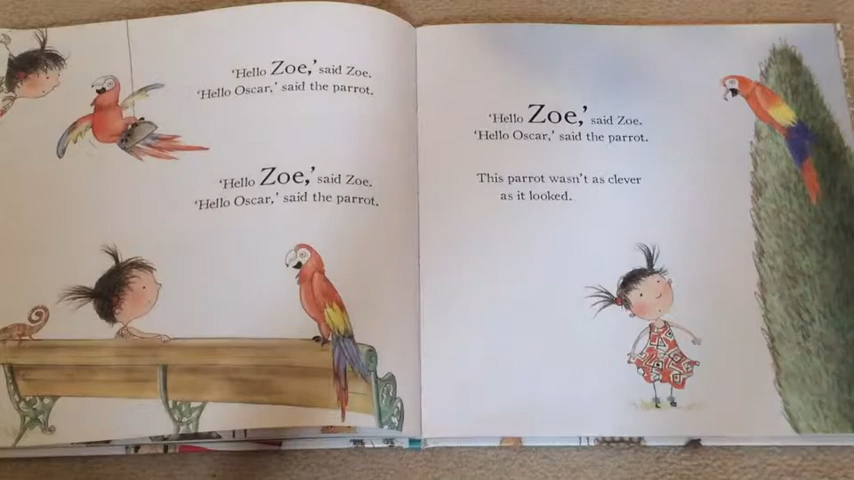 'Hello Zoe,' said Zoe.
'Hello Oscar,' said the parrot.
'Hello Zoe,' said Zoe.
'Hello Oscar,' said the parrot.
'Hello Zoe,' said Zoe.
'Hello Oscar,' said the parrot.
This parrot wasn't as clever
as it looked.